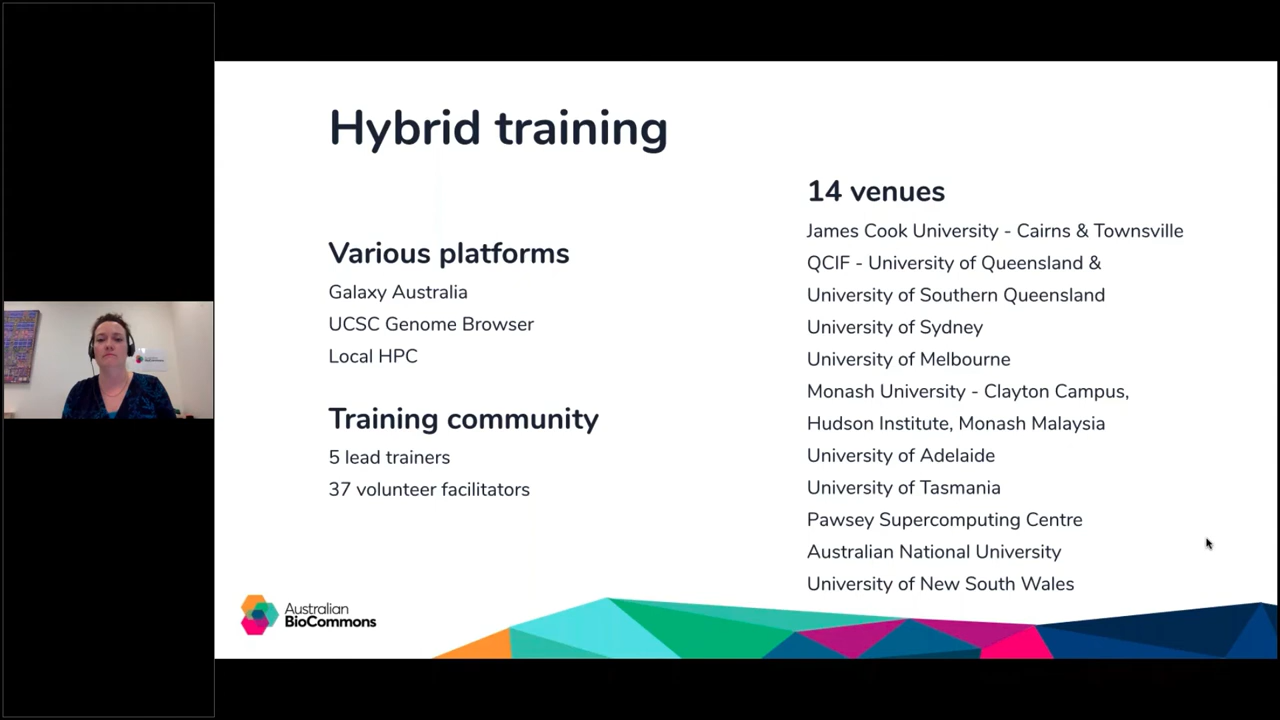 Hybrid training
Various platforms
Galaxy Australia
UCSC Genome Browser
Local HPC
Training community
5 lead trainers
37 volunteer facilitators
14 venues
James Cook University - Cairns & Townsville
QCIF - University of Queensland &
University of Southern Queensland
University of Sydney
University of Melbourne
Monash University - Clayton Campus,
Hudson Institute, Monash Malaysia
University of Adelaide
University of Tasmania
Pawsey Supercomputing Centre
Australian National University
University of New South Wales
Australian
BioCommons